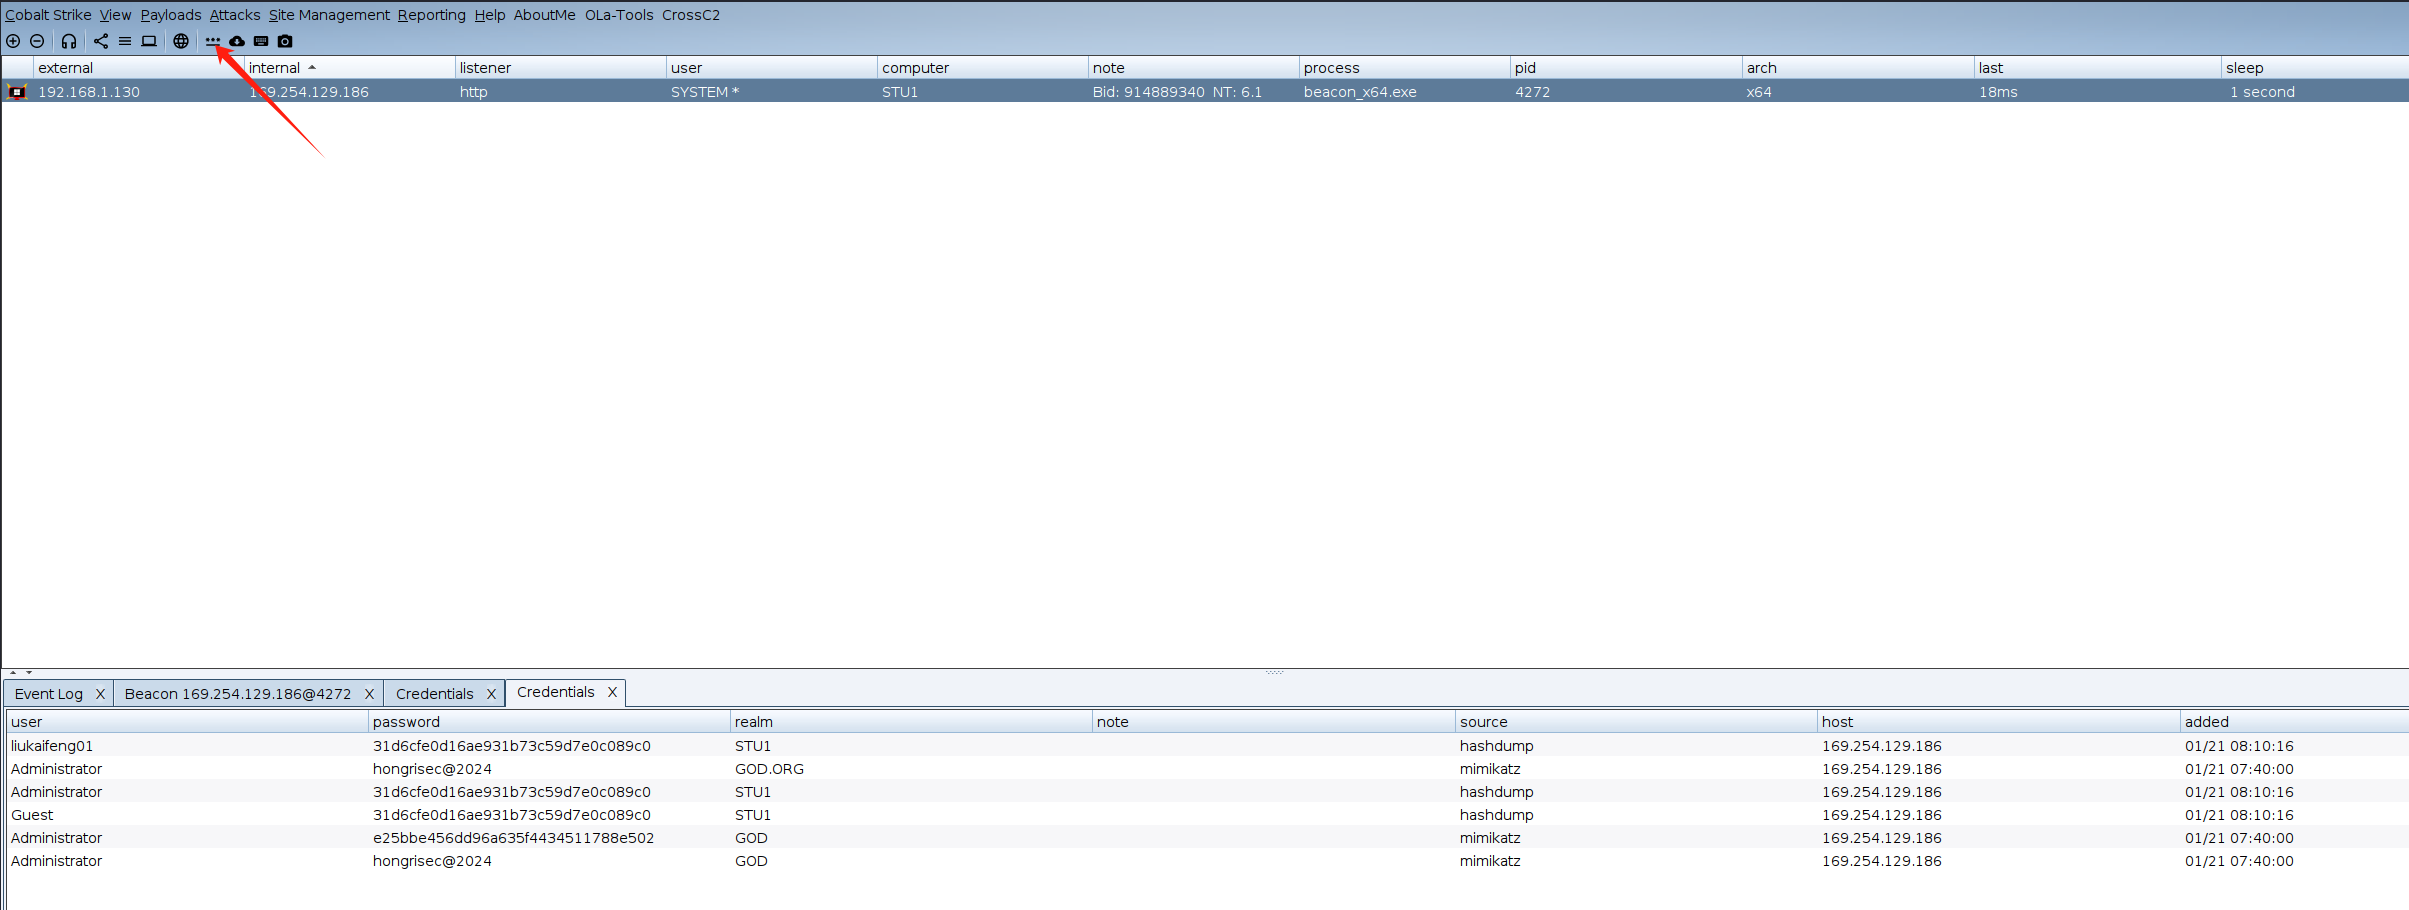 Cobalt Strike View Payloads Attacks Site Management Reporting Help AboutMe OLa-Tools CrossC2
external internal listener user computer note process pid arch last sleep
192.168.1.130 169.254.129.186 http SYSTEM * STU1 Bid: 914889340 NT: 6.1 beacon_x64.exe 4272 x64 18ms 1 second
Event Log X Beacon 169.254.129.186@4272 X Credentials X Credentials X
user password realm note source host added
liukaifeng01 31d6cfe0d16ae931b73c59d7e0c089c0 STU1 hashdump 169.254.129.186 01/21 08:10:16
Administrator hongrisec@2024 GOD.ORG mimikatz 169.254.129.186 01/21 07:40:00
Administrator 31d6cfe0d16ae931b73c59d7e0c089c0 STU1 hashdump 169.254.129.186 01/21 08:10:16
Guest 31d6cfe0d16ae931b73c59d7e0c089c0 STU1 hashdump 169.254.129.186 01/21 08:10:16
Administrator e25bbe456dd96a635f4434511788e502 GOD mimikatz 169.254.129.186 01/21 07:40:00
Administrator hongrisec@2024 GOD mimikatz 169.254.129.186 01/21 07:40:00